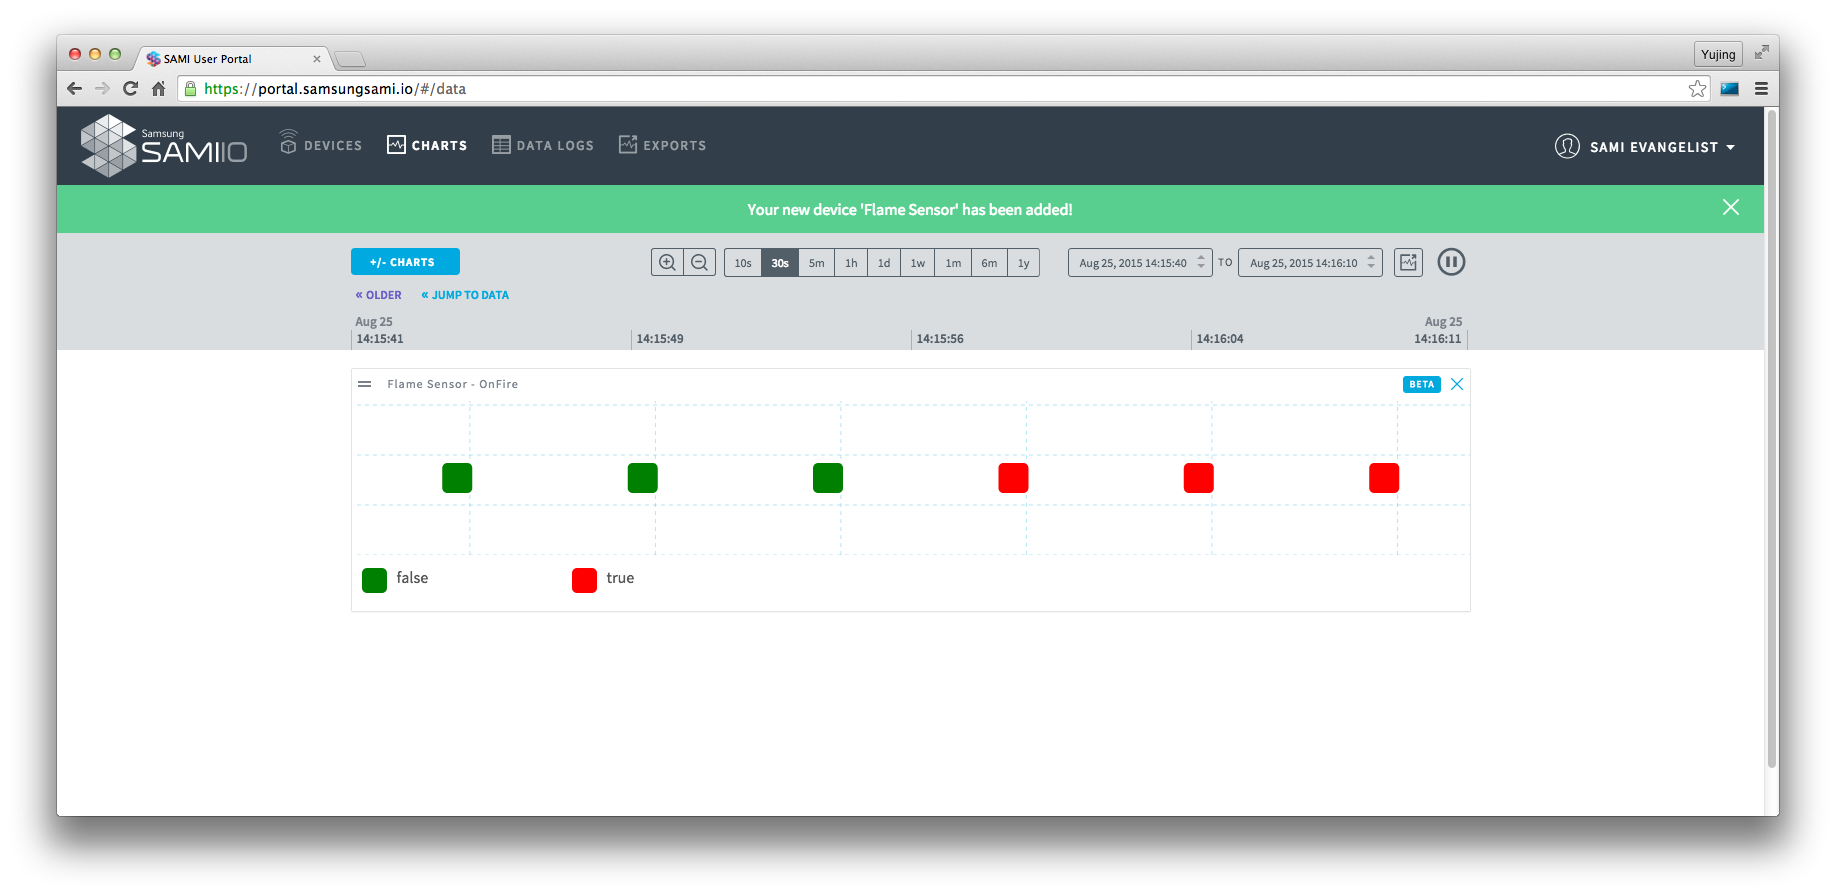 SAMI User Portal
Yujing
https://portal.samsungsami.io/#/data
Samsung
SAMIIO
DEVICES
CHARTS
DATA LOGS
EXPORTS
SAMI EVANGELIST
Your new device 'Flame Sensor' has been added!
+/- CHARTS
10s 30s 5m 1h 1d 1w 1m 6m 1y
Aug 25, 2015 14:15:40 TO Aug 25, 2015 14:16:10
« OLDER « JUMP TO DATA
Aug 25 Aug 25
14:15:41 14:15:49 14:15:56 14:16:04 14:16:11
Flame Sensor - OnFire BETA
false true